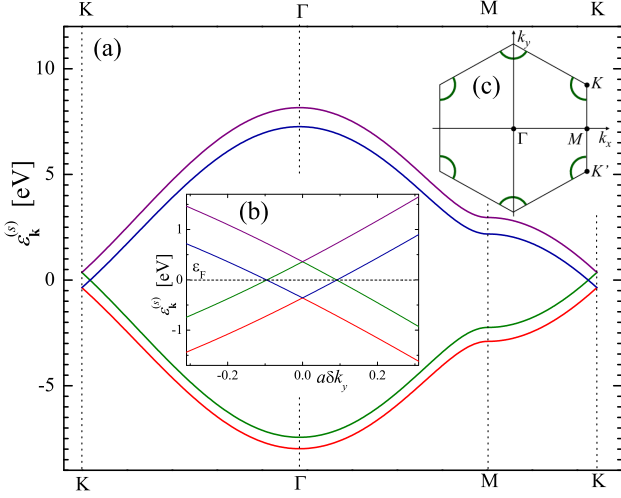 K Γ M K
(a)
10
5
0
-5
ε_k^(s) [eV]
(b)
1
0
-1
ε_F
ε_k^(s) [eV]
-0.2 0.0 0.2
aδk_y
(c)
k_y
K
Γ M k_x
K'
K Γ M K